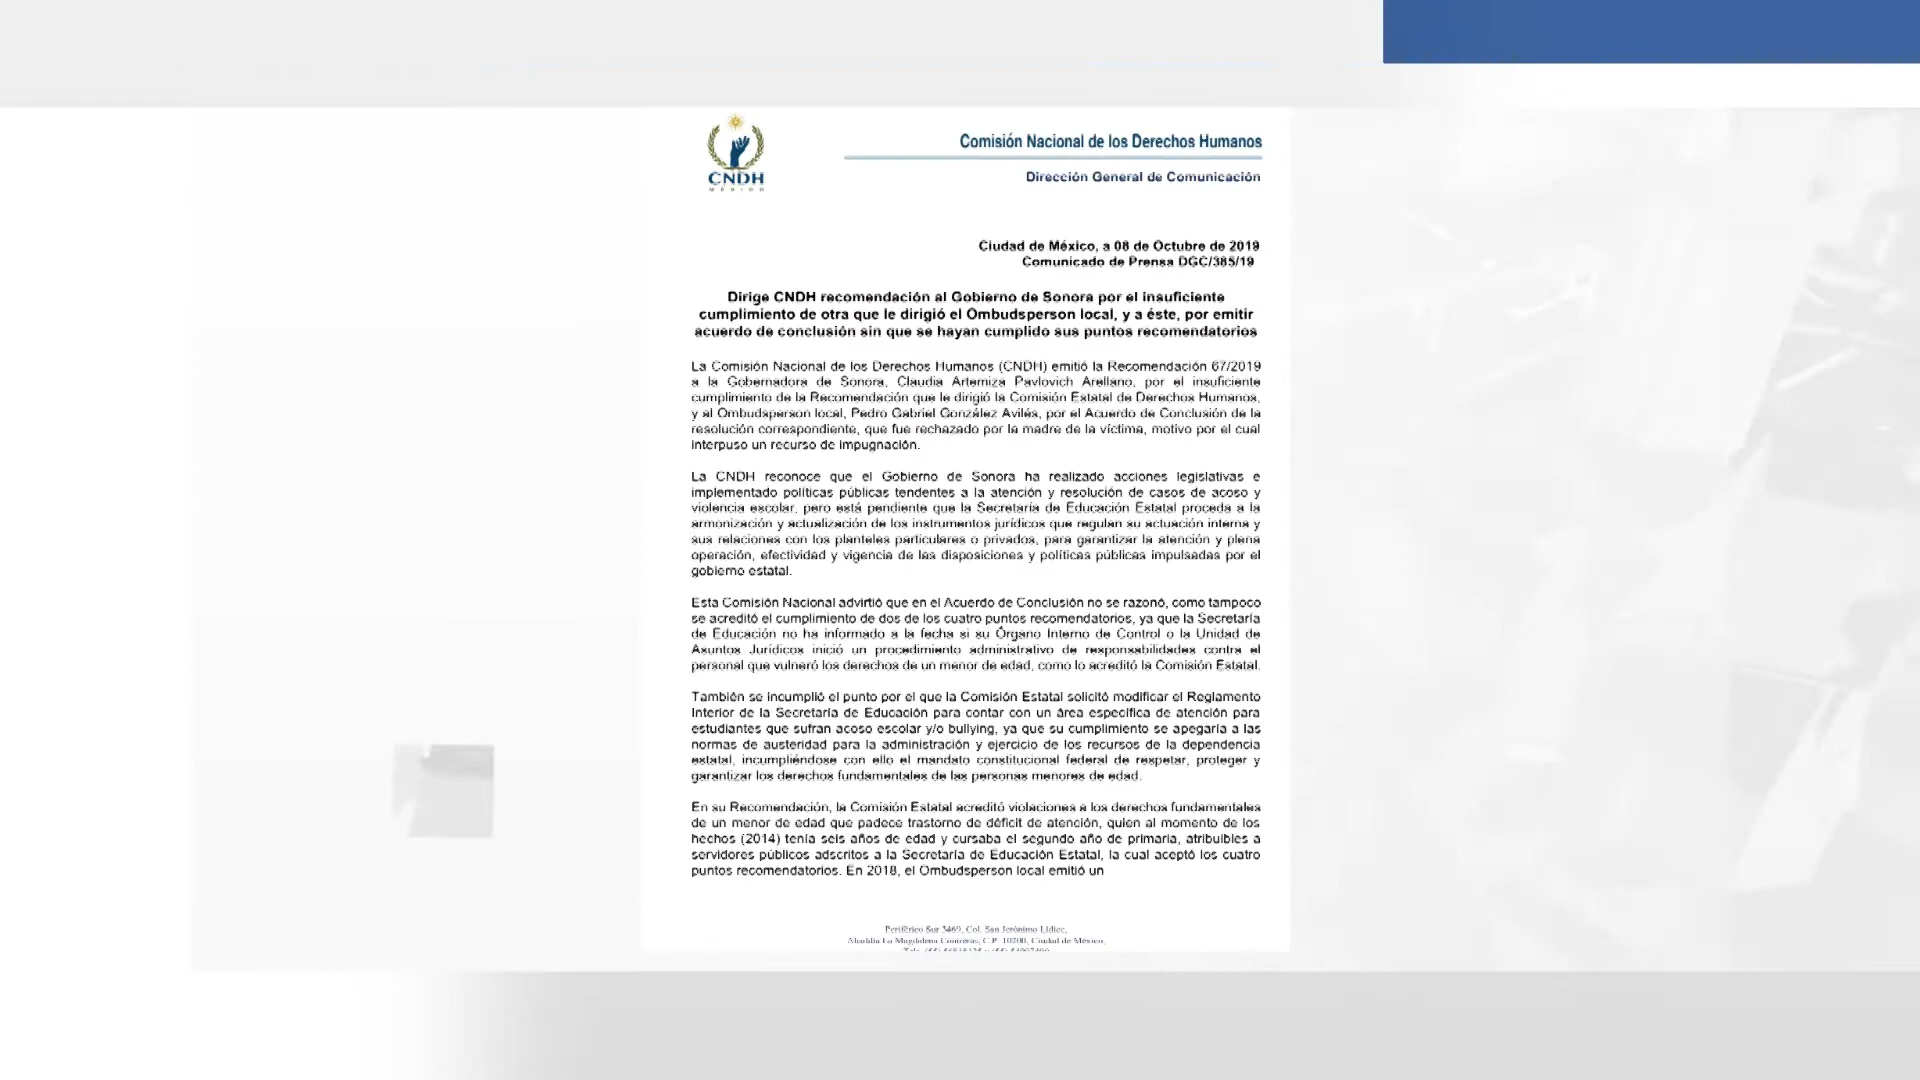 CNDH
MÉXICO
Comisión Nacional de los Derechos Humanos
Dirección General de Comunicación
Ciudad de México, a 08 de Octubre de 2019
Comunicado de Prensa DGC/385/19
Dirige CNDH recomendación al Gobierno de Sonora por el insuficiente
cumplimiento de otra que le dirigió el Ombudsperson local, y a éste, por emitir
acuerdo de conclusión sin que se hayan cumplido sus puntos recomendatorios
La Comisión Nacional de los Derechos Humanos (CNDH) emitió la Recomendación 67/2019
a la Gobernadora de Sonora, Claudia Artemiza Pavlovich Arellano, por el insuficiente
cumplimiento de la Recomendación que le dirigió la Comisión Estatal de Derechos Humanos,
y al Ombudsperson local, Pedro Gabriel González Avilés, por el Acuerdo de Conclusión de la
resolución correspondiente, que fue rechazado por la madre de la víctima, motivo por el cual
interpuso un recurso de impugnación.
La CNDH reconoce que el Gobierno de Sonora ha realizado acciones legislativas e
implementado políticas públicas tendentes a la atención y resolución de casos de acoso y
violencia escolar, pero está pendiente que la Secretaría de Educación Estatal proceda a la
armonización y actualización de los instrumentos jurídicos que regulan su actuación interna y
sus relaciones con los planteles particulares o privados, para garantizar la atención y plena
operación, efectividad y vigencia de las disposiciones y políticas públicas impulsadas por el
gobierno estatal.
Esta Comisión Nacional advirtió que en el Acuerdo de Conclusión no se razonó, como tampoco
se acreditó el cumplimiento de dos de los cuatro puntos recomendatorios, ya que la Secretaría
de Educación no ha informado a la fecha si su Órgano Interno de Control o la Unidad de
Asuntos Jurídicos inició un procedimiento administrativo de responsabilidades contra el
personal que vulneró los derechos de un menor de edad, como lo acreditó la Comisión Estatal.
También se incumplió el punto por el que la Comisión Estatal solicitó modificar el Reglamento
Interior de la Secretaría de Educación para contar con un área específica de atención para
estudiantes que sufran acoso escolar y/o bullying, ya que su cumplimiento se apegaría a las
normas de austeridad para la administración y ejercicio de los recursos de la dependencia
estatal, incumpliéndose con ello el mandato constitucional federal de respetar, proteger y
garantizar los derechos fundamentales de las personas menores de edad.
En su Recomendación, la Comisión Estatal acreditó violaciones a los derechos fundamentales
de un menor de edad que padece trastorno de déficit de atención, quien al momento de los
hechos (2014) tenía seis años de edad y cursaba el segundo año de primaria, atribuibles a
servidores públicos adscritos a la Secretaría de Educación Estatal, la cual aceptó los cuatro
puntos recomendatorios. En 2018, el Ombudsperson local emitió un
Periférico Sur 3469, Col. San Jerónimo Lídice,
Alcaldía La Magdalena Contreras, C.P. 10200, Ciudad de México,